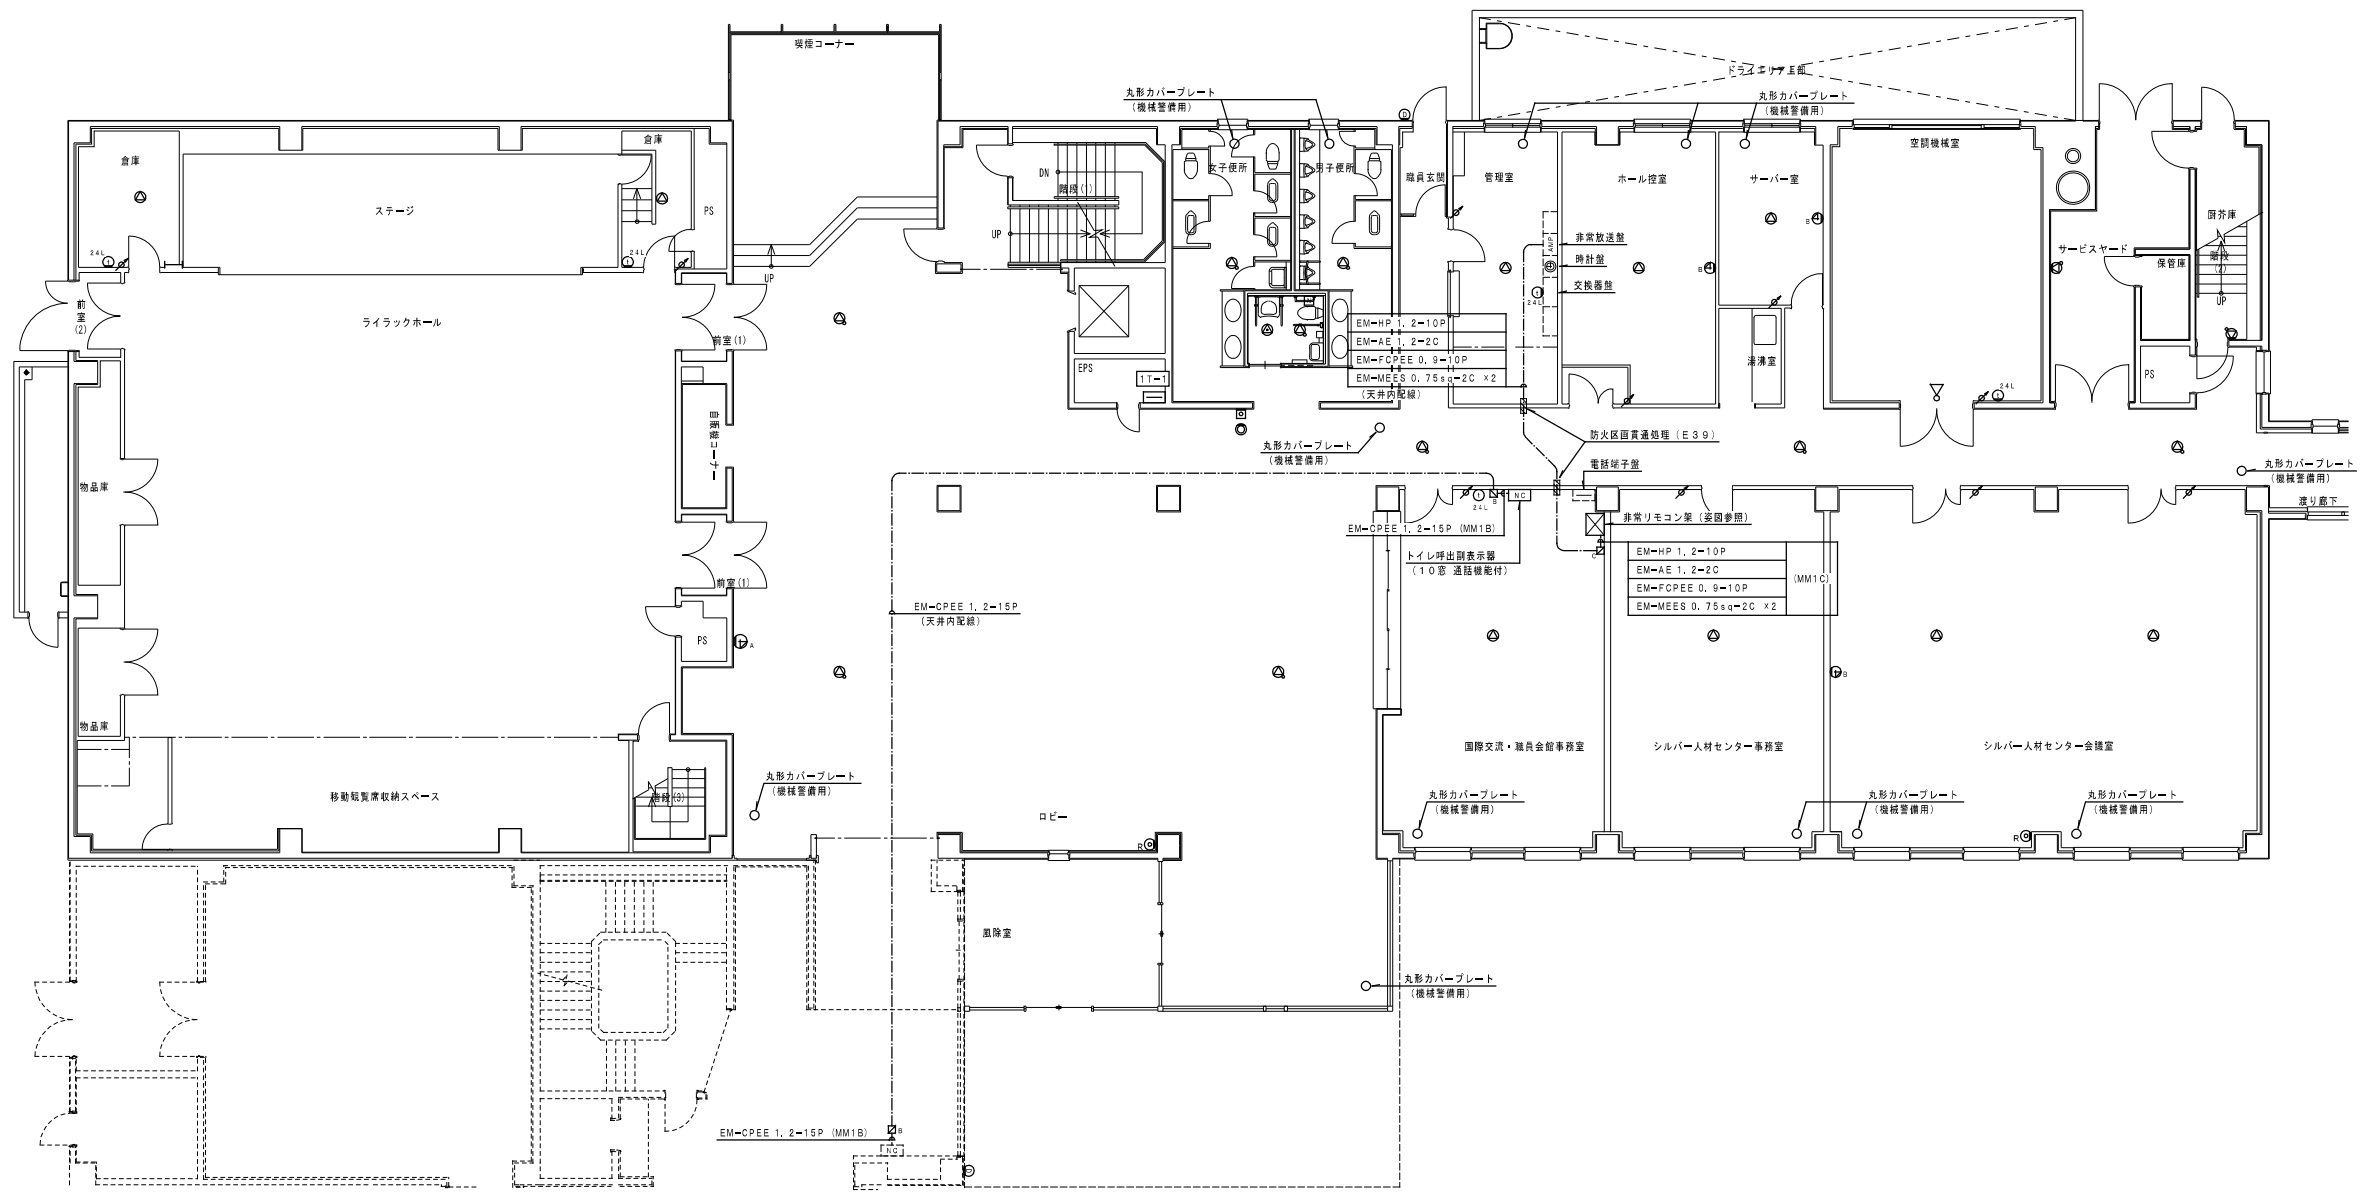 喫煙コーナー
ドライエリア上部
丸形カバープレート
(機械警備用)
丸形カバープレート
(機械警備用)
D
倉庫
倉庫
ステージ
PS
24L
24L
UP
DN
階段(1)
UP
女子便所
男子便所
職員玄関
管理室
ホール控室
サーバー室
空調機械室
サービスヤード
厨芥庫
保管庫
階段
(2)
UP
B
B
AMP
非常放送盤
時計盤
交換器盤
24L
前室
(2)
ライラックホール
前室(1)
EPS
1T-1
EM-HP 1. 2-10P
EM-AE 1. 2-2C
EM-FCPEE 0. 9-10P
EM-MEES 0. 75sq-2C ×2
(天井内配線)
湯沸室
24L
PS
自販機コーナー
丸形カバープレート
(機械警備用)
防火区画貫通処理(E39)
電話端子盤
丸形カバープレート
(機械警備用)
渡り廊下
物品庫
24L
B
NC
EM-CPEE 1. 2-15P (MM1B)
非常リモコン架(姿図参照)
トイレ呼出副表示器
(10窓 通話機能付)
C
EM-HP 1. 2-10P
EM-AE 1. 2-2C
EM-FCPEE 0. 9-10P
EM-MEES 0. 75sq-2C ×2
(MM1C)
前室(1)
EM-CPEE 1. 2-15P
(天井内配線)
PS
A
B
物品庫
国際交流・職員会館事務室
シルバー人材センター事務室
シルバー人材センター会議室
移動観覧席収納スペース
階段(3)
丸形カバープレート
(機械警備用)
ロビー
丸形カバープレート
(機械警備用)
丸形カバープレート
(機械警備用)
丸形カバープレート
(機械警備用)
R
R
風除室
丸形カバープレート
(機械警備用)
EM-CPEE 1. 2-15P (MM1B)
B
NC